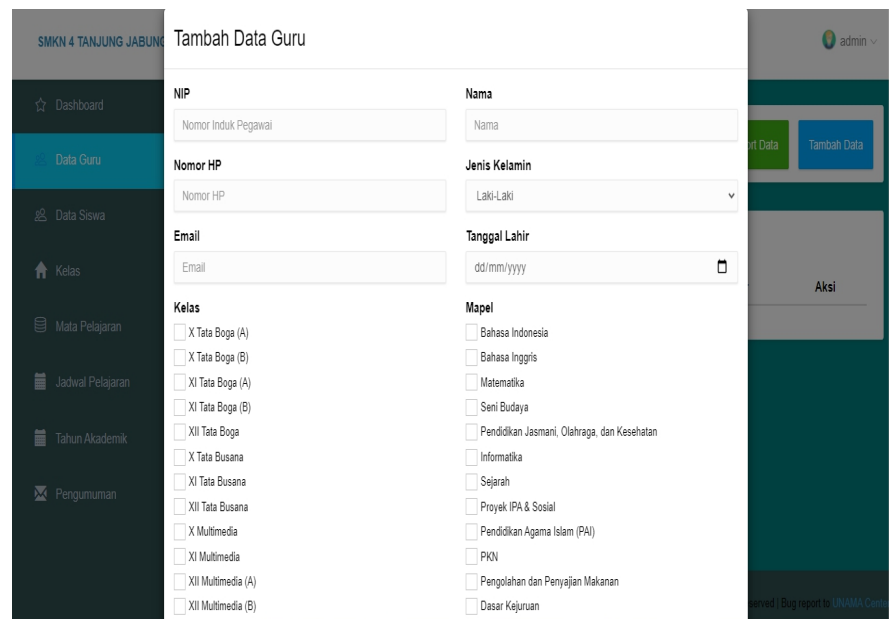 SMKN 4 TANJUNG JABUNG
Tambah Data Guru
admin
Dashboard
Data Guru
Data Siswa
Kelas
Mata Pelajaran
Jadwal Pelajaran
Tahun Akademik
Pengumuman
NIP
Nomor Induk Pegawai
Nama
Nama
Nomor HP
Nomor HP
Jenis Kelamin
Laki-Laki
Email
Email
Tanggal Lahir
dd/mm/yyyy
Kelas
X Tata Boga (A)
X Tata Boga (B)
XI Tata Boga (A)
XI Tata Boga (B)
XII Tata Boga
X Tata Busana
XI Tata Busana
XII Tata Busana
X Multimedia
XI Multimedia
XII Multimedia (A)
XII Multimedia (B)
Mapel
Bahasa Indonesia
Bahasa Inggris
Matematika
Seni Budaya
Pendidikan Jasmani, Olahraga, dan Kesehatan
Informatika
Sejarah
Proyek IPA & Sosial
Pendidikan Agama Islam (PAI)
PKN
Pengolahan dan Penyajian Makanan
Dasar Kejuruan
ort Data
Tambah Data
Aksi
served | Bug report to UNAMA Cente